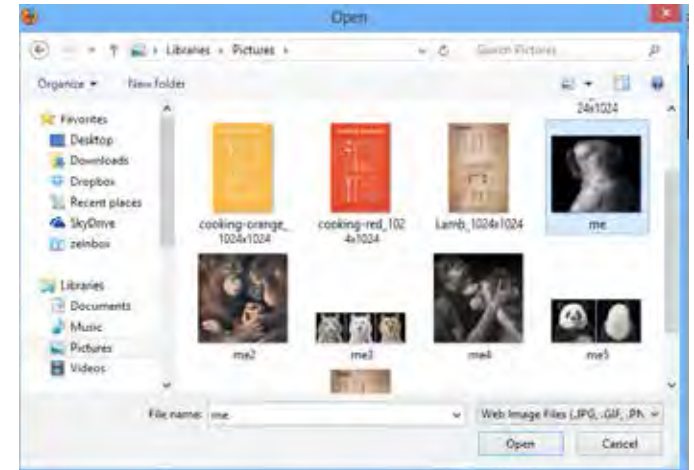 Open
Libraries
Pictures
Search Pictures
Organize
New folder
24x1024
Favorites
Desktop
Downloads
Dropbox
Recent places
SkyDrive
zeinbox
Libraries
Documents
Music
Pictures
Videos
cooking-orange_
1024x1024
cooking-red_102
4x1024
Lamb_1024x1024
me
me2
me3
me4
me5
File name: me
Web Image Files (.JPG, .GIF, .PN
Open
Cancel